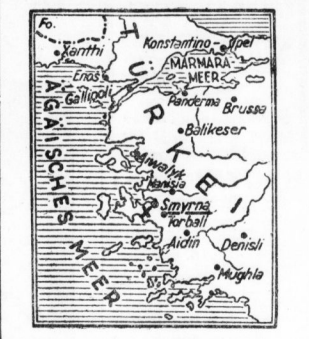 Fo.
Xanthi
Konstantinopel
MARMARA
MEER
Enos
Gallipoli
TÜRKEI
Panderma
Brussa
Balikeser
ÄGÄISCHES MEER
Aiwalyk
Manisia
Smyrna
Torbali
Aidin
Denisli
Mughla